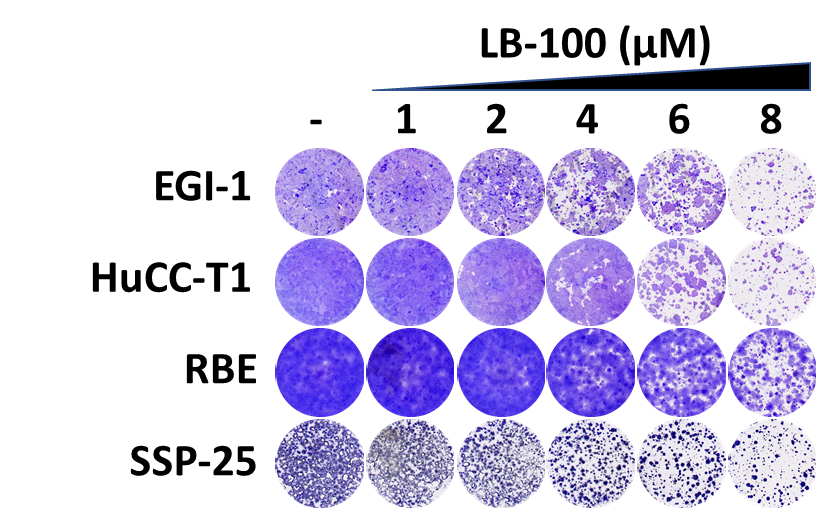 LB-100 (µM)
- 1 2 4 6 8
EGI-1
HuCC-T1
RBE
SSP-25